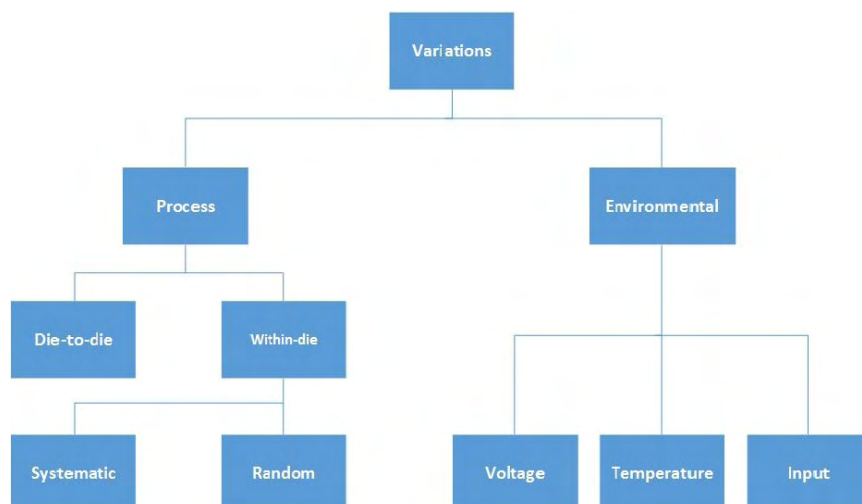 Variations
Process
Environmental
Die-to-die
Within-die
Systematic
Random
Voltage
Temperature
Input